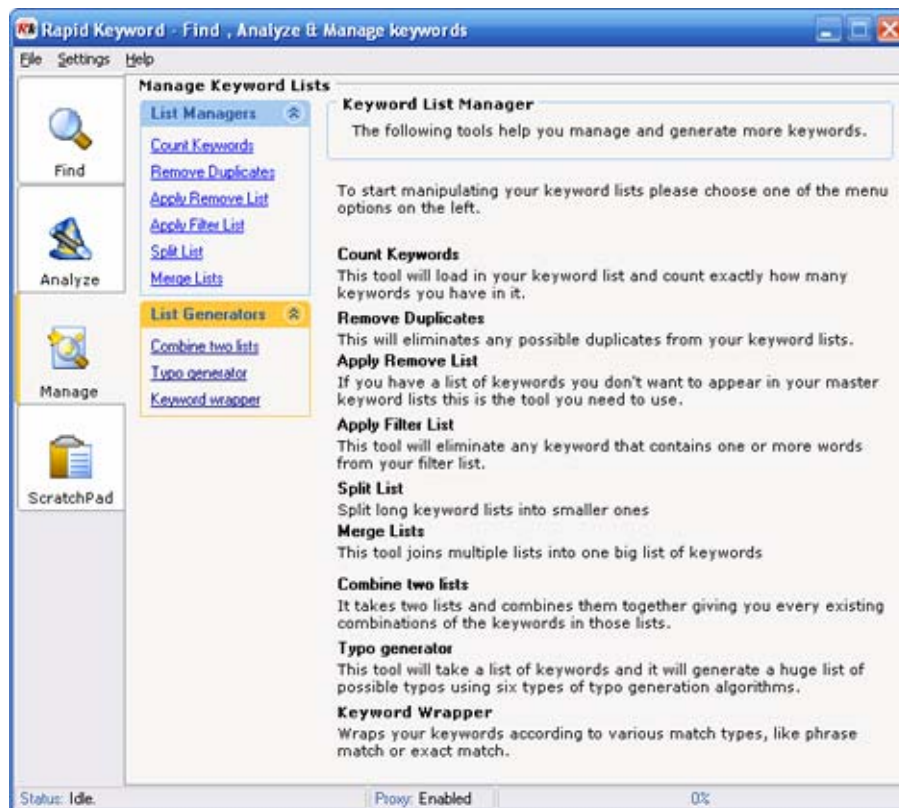 Rapid Keyword - Find , Analyze & Manage keywords
File Settings Help
Find
Analyze
Manage
ScratchPad
Manage Keyword Lists
List Managers
Count Keywords
Remove Duplicates
Apply Remove List
Apply Filter List
Split List
Merge Lists
List Generators
Combine two lists
Typo generator
Keyword wrapper
Keyword List Manager
The following tools help you manage and generate more keywords.
To start manipulating your keyword lists please choose one of the menu
options on the left.
Count Keywords
This tool will load in your keyword list and count exactly how many
keywords you have in it.
Remove Duplicates
This will eliminates any possible duplicates from your keyword lists.
Apply Remove List
If you have a list of keywords you don't want to appear in your master
keyword lists this is the tool you need to use.
Apply Filter List
This tool will eliminate any keyword that contains one or more words
from your filter list.
Split List
Split long keyword lists into smaller ones
Merge Lists
This tool joins multiple lists into one big list of keywords
Combine two lists
It takes two lists and combines them together giving you every existing
combinations of the keywords in those lists.
Typo generator
This tool will take a list of keywords and it will generate a huge list of
possible typos using six types of typo generation algorithms.
Keyword Wrapper
Wraps your keywords according to various match types, like phrase
match or exact match.
Status: Idle. Proxy: Enabled 0%